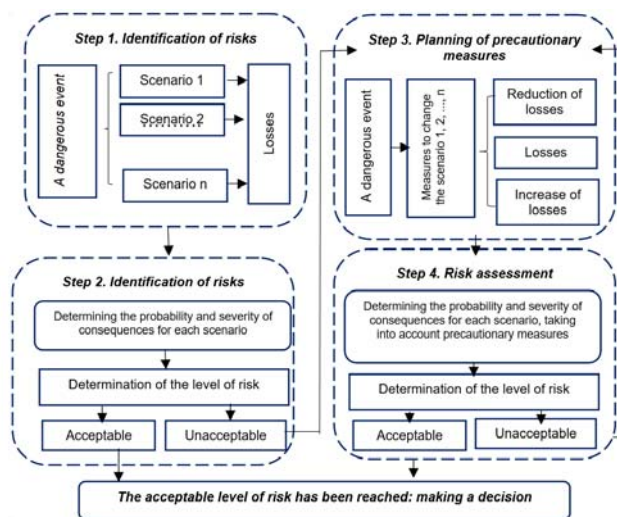 Step 1. Identification of risks
A dangerous event
Scenario 1
Scenario 2
Scenario n
Losses
Step 2. Identification of risks
Determining the probability and severity of
consequences for each scenario
Determination of the level of risk
Acceptable
Unacceptable
Step 3. Planning of precautionary
measures
A dangerous event
Measures to change
the scenario 1, 2, ..., n
Reduction of
losses
Losses
Increase of
losses
Step 4. Risk assessment
Determining the probability and severity of
consequences for each scenario, taking
into account precautionary measures
Determination of the level of risk
Acceptable
Unacceptable
The acceptable level of risk has been reached: making a decision